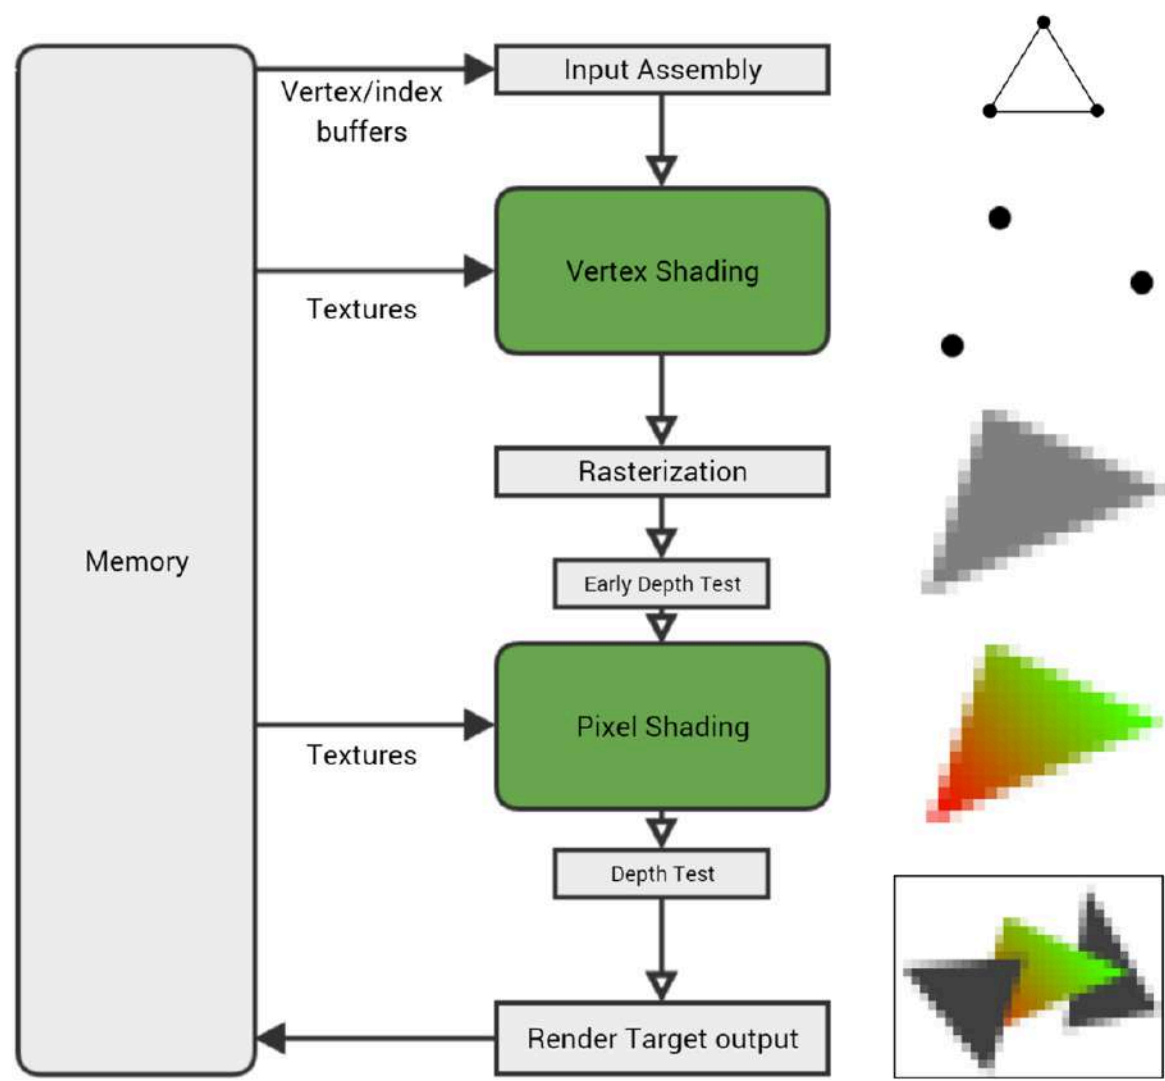 Input Assembly
Vertex/index
buffers
Vertex Shading
Textures
Rasterization
Memory
Early Depth Test
Pixel Shading
Textures
Depth Test
Render Target output